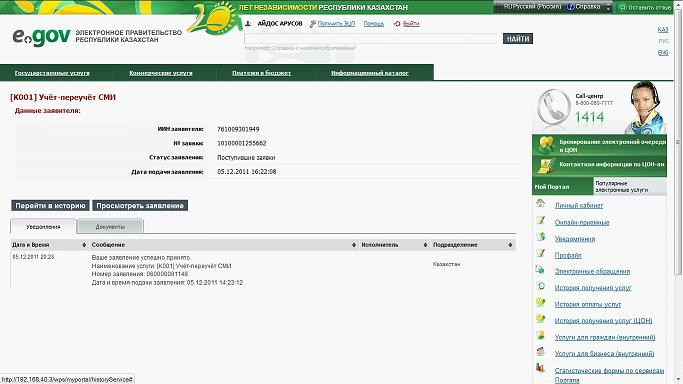 20 ЛЕТ НЕЗАВИСИМОСТИ РЕСПУБЛИКИ КАЗАХСТАН
RU Русский (Россия)
Справка
Оставить отзыв
e.gov ЭЛЕКТРОННОЕ ПРАВИТЕЛЬСТВО
РЕСПУБЛИКИ КАЗАХСТАН
АЙДОС АРУСОВ
Получить ЭЦП
Помощь
Выйти
НАЙТИ
Например: Справка о наличии обременений
ҚАЗ
РУС
ENG
Государственные услуги
Коммерческие услуги
Платежи в бюджет
Информационный каталог
[K001] Учёт-переучёт СМИ
Данные заявителя:
ИИН заявителя: 761009301949
№ заявки: 10100001255662
Статус заявления: Поступившие заявки
Дата подачи заявления: 05.12.2011 16:22:08
Перейти в историю
Просмотреть заявление
Уведомления
Документы
Дата и Время
Сообщение
Исполнитель
Подразделение
05.12.2011 20:23
Ваше заявление успешно принято.
Наименование услуги: [K001] Учёт-переучёт СМИ
Номер заявления: 060000001148
Дата и время подачи заявления: 05.12.2011 14:23:12
Казахстан
Call-центр
8-800-080-7777
1414
Бронирование электронной очереди
в ЦОН
Контактная информация по ЦОН-ам
Мой Портал
Популярные
электронные услуги
Личный кабинет
Онлайн-приемные
Уведомления
Профайл
Электронные обращения
История получения услуг
История оплаты услуг
История получения услуг (ЦОН)
Услуги для граждан (внутренний)
Услуги для бизнеса (внутренний)
Статистические формы по сервисам
Портала
http://192.168.40.3/wps/myportal/historyService#